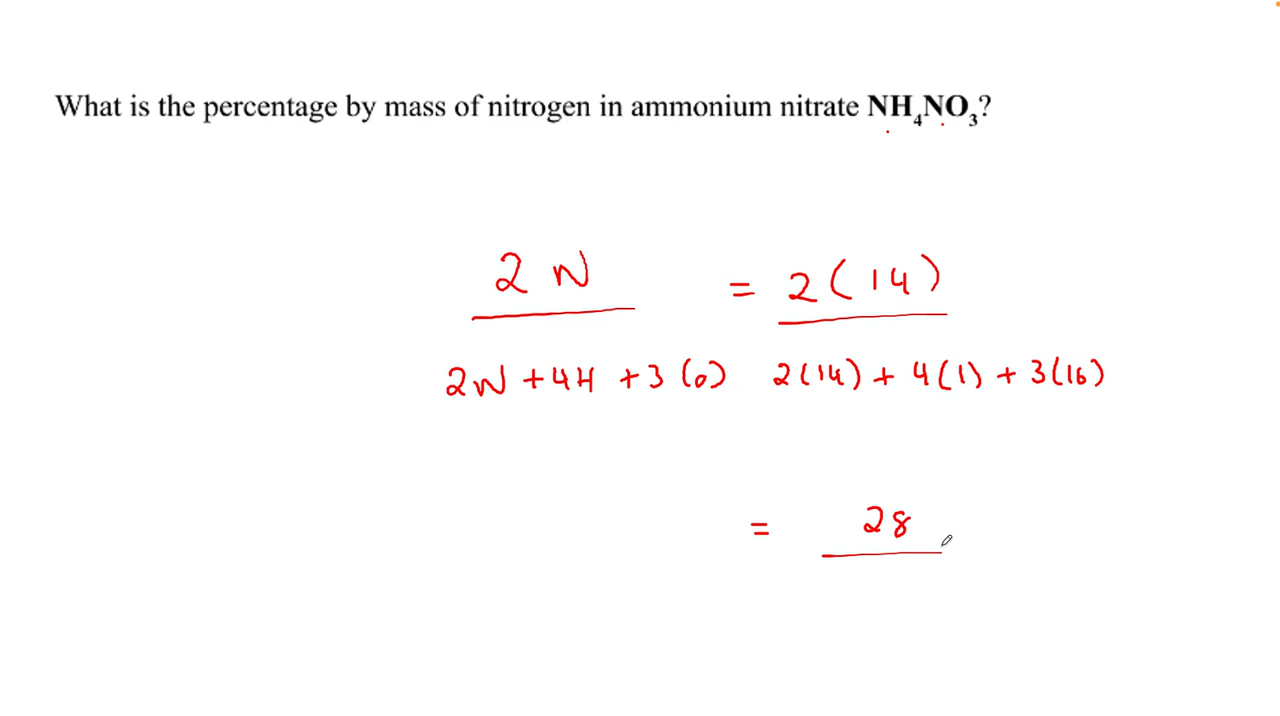 What is the percentage by mass of nitrogen in ammonium nitrate NH₄NO₃?
2 N = 2(14)
2N + 4H + 3(0) 2(14) + 4(1) + 3(16)
= 28